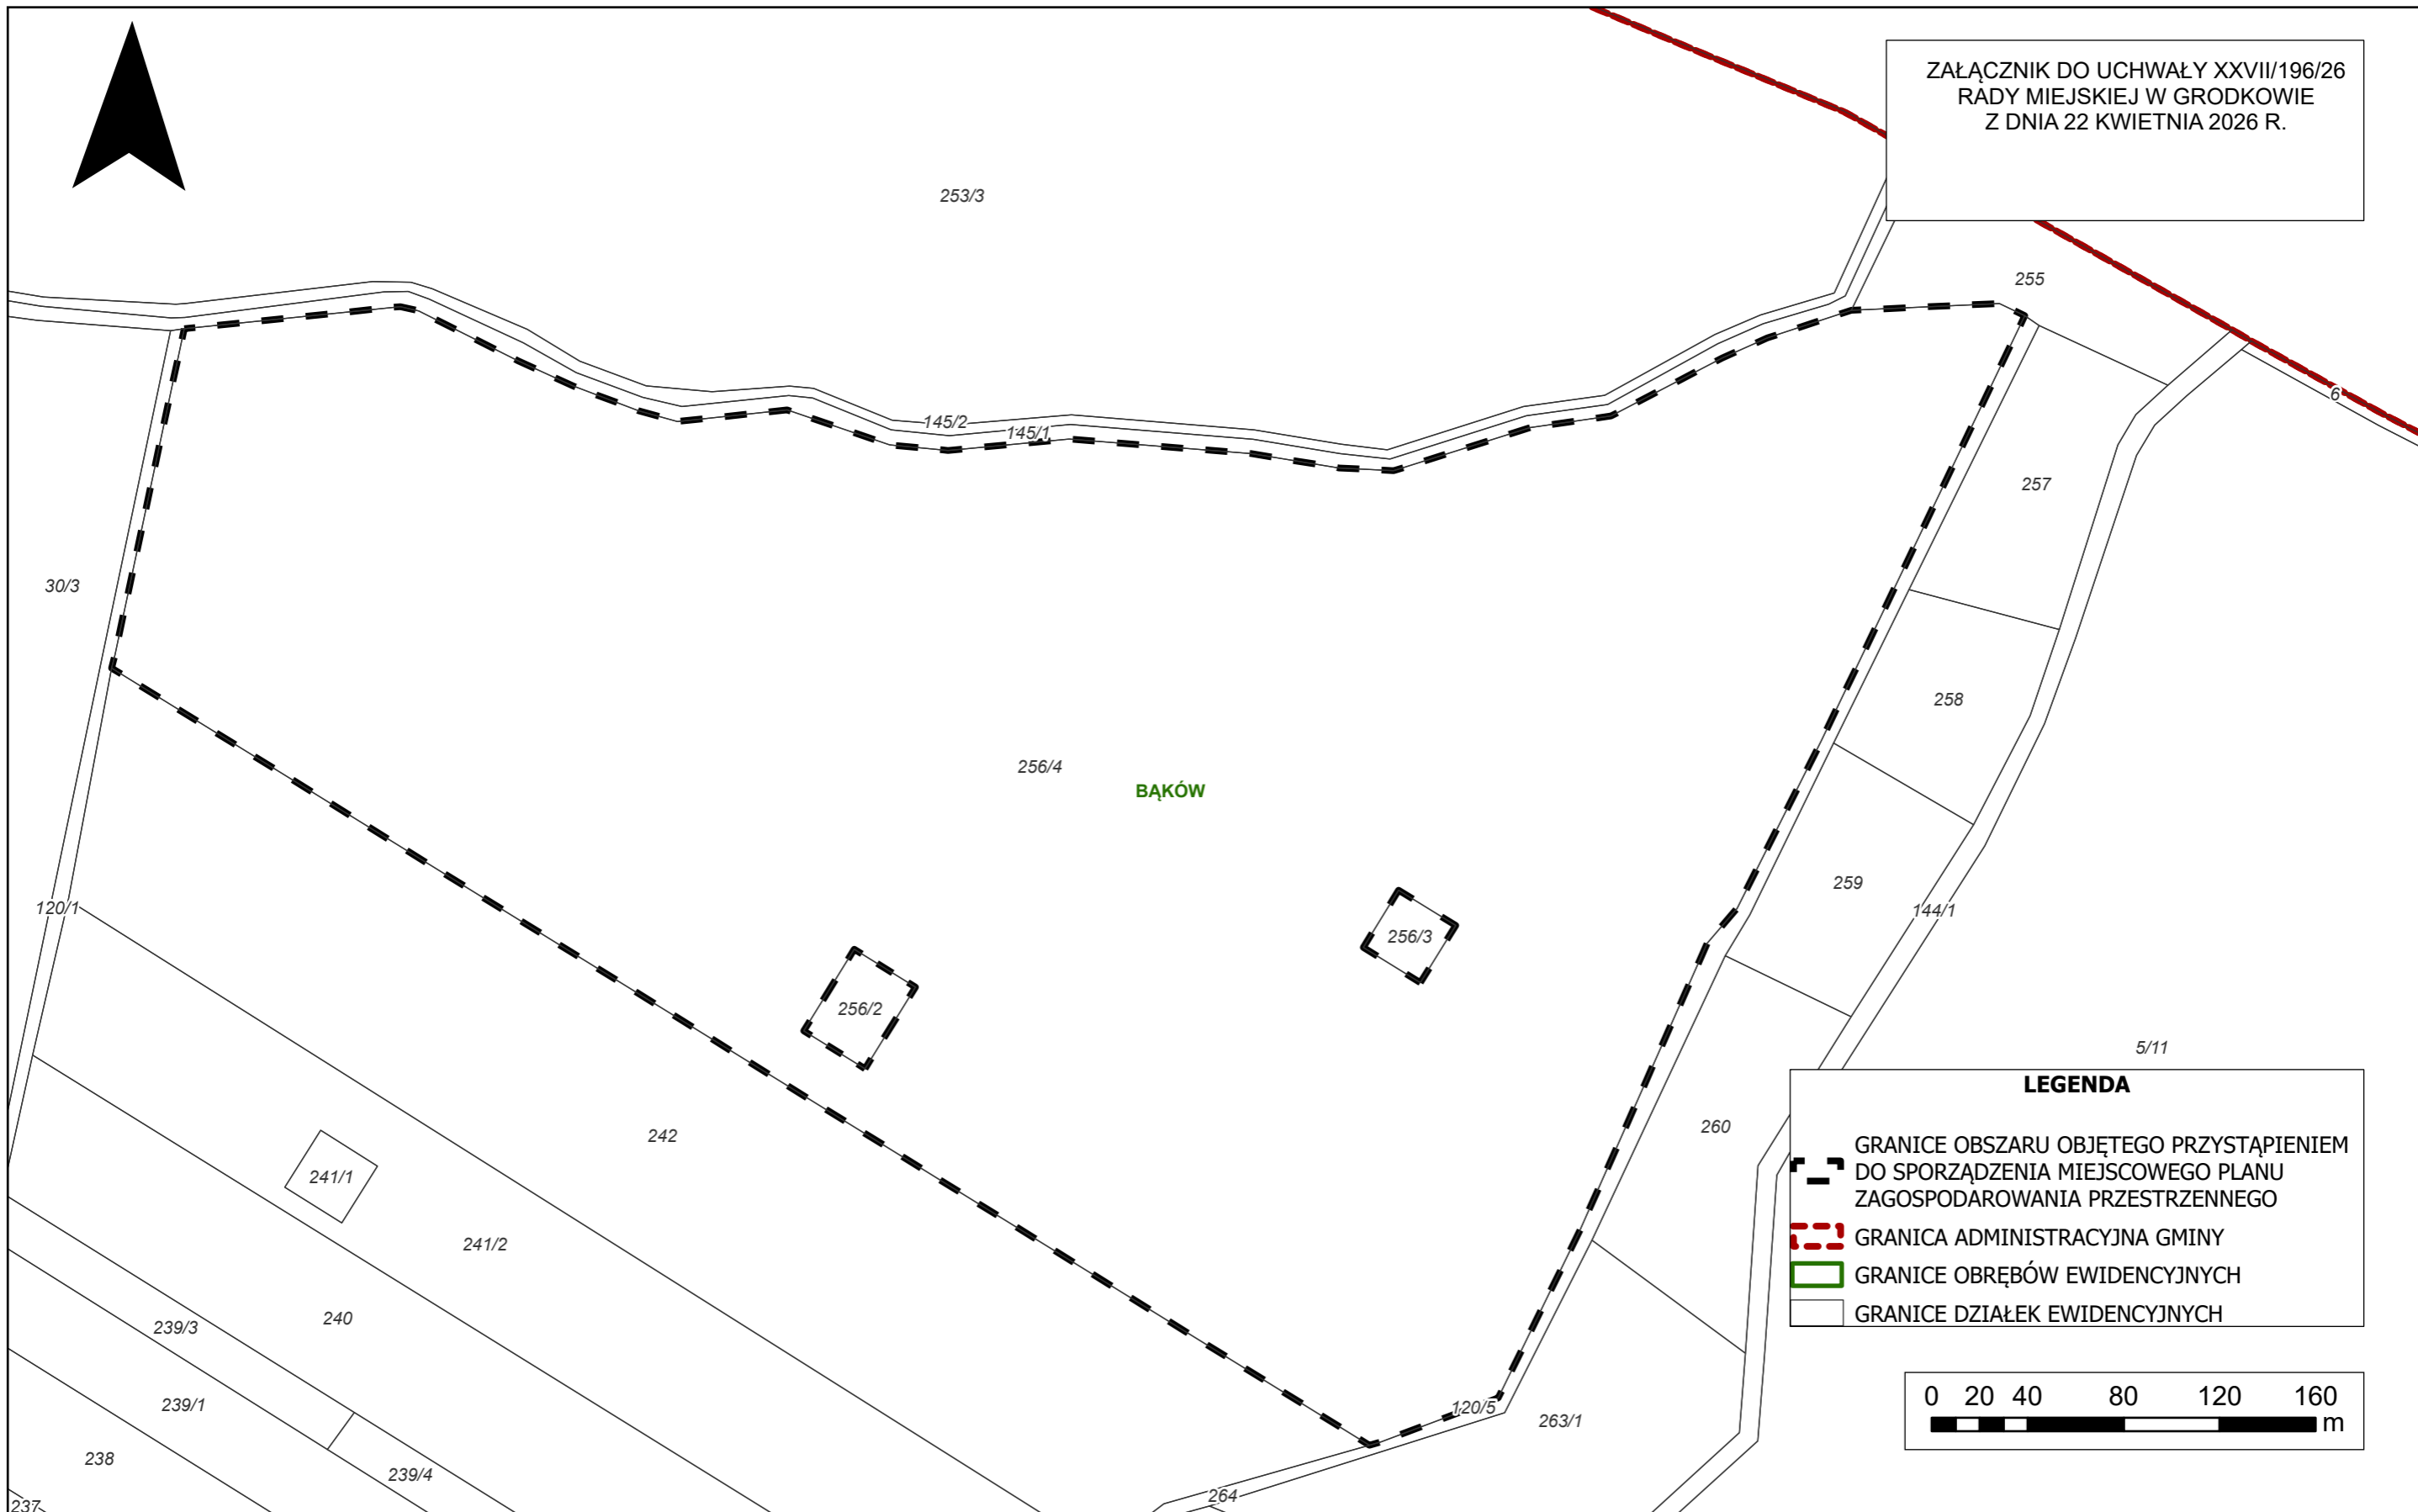 ZAŁĄCZNIK DO UCHWAŁY XXVII/196/26
RADY MIEJSKIEJ W GRODKOWIE
Z DNIA 22 KWIETNIA 2026 R.
253/3
255
6
145/2
145/1
257
30/3
258
256/4
BĄKÓW
259
120/1
144/1
256/3
256/2
5/11
260
242
241/1
241/2
240
239/3
239/1
120/5
263/1
238
239/4
264
237
LEGENDA
GRANICE OBSZARU OBJĘTEGO PRZYSTĄPIENIEM
DO SPORZĄDZENIA MIEJSCOWEGO PLANU
ZAGOSPODAROWANIA PRZESTRZENNEGO
GRANICA ADMINISTRACYJNA GMINY
GRANICE OBRĘBÓW EWIDENCYJNYCH
GRANICE DZIAŁEK EWIDENCYJNYCH
0 20 40 80 120 160
m